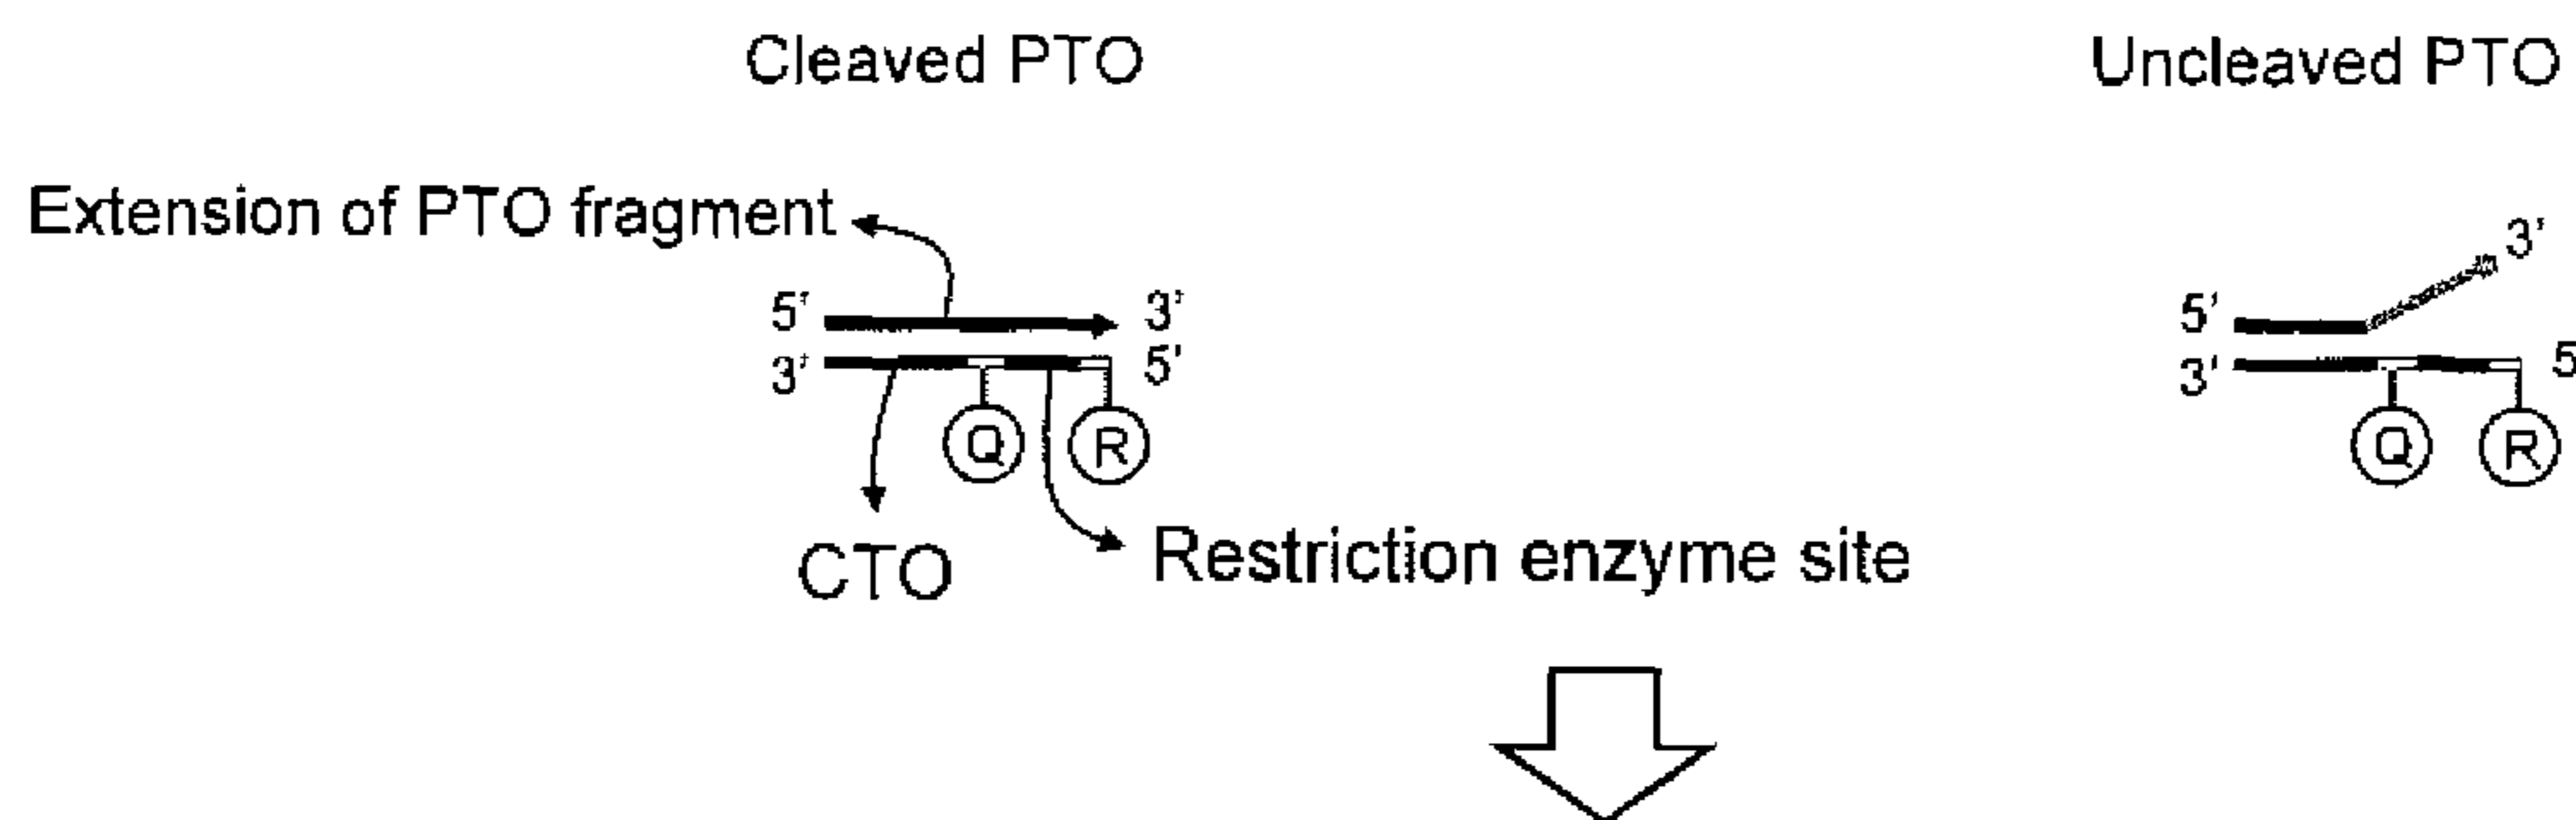 Cleaved PTO
Uncleaved PTO
Extension of PTO fragment
5' 3'
3' 5'
Q R
CTO
Restriction enzyme site
3'
5'
3' 5
Q R